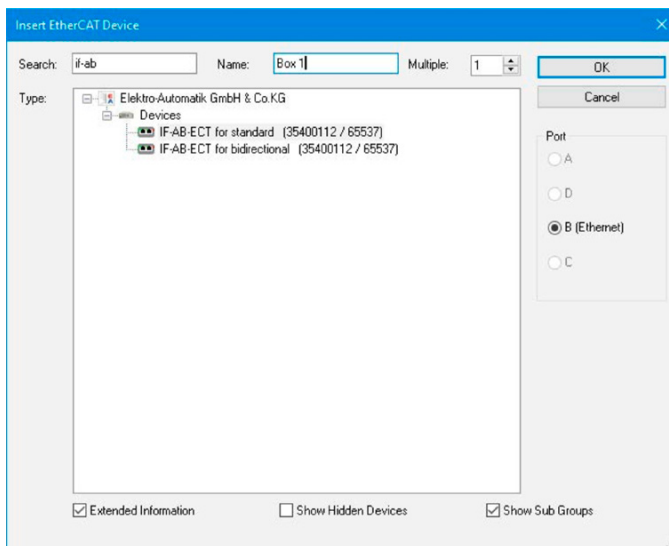 Insert EtherCAT Device
Search: if-ab Name: Box 1 Multiple: 1 OK
Type: Elektro-Automatik GmbH & Co.KG Cancel
Devices Port
IF-AB-ECT for standard (35400112 / 65537) A
IF-AB-ECT for bidirectional (35400112 / 65537)
D
B (Ethernet)
C
Extended Information Show Hidden Devices Show Sub Groups